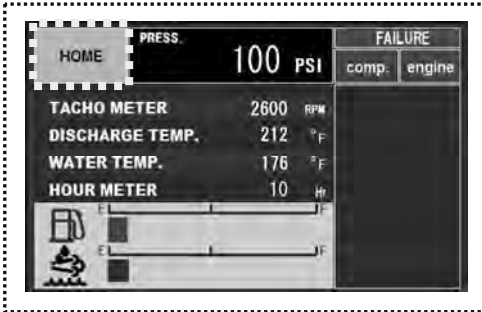 HOME
PRESS.
100 PSI
FAILURE
comp. engine
TACHO METER 2600 RPM
DISCHARGE TEMP. 212 °F
WATER TEMP. 176 °F
HOUR METER 10 Hr
E F
E F